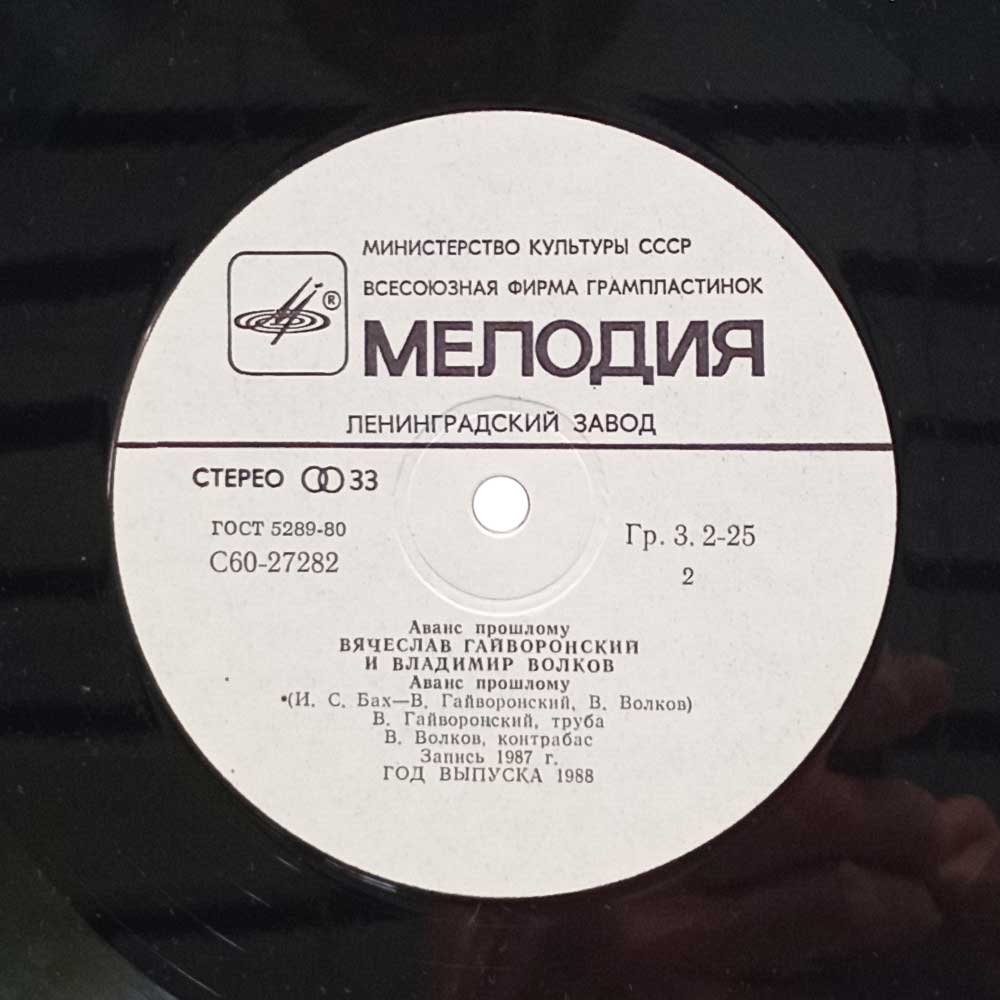 МИНИСТЕРСТВО КУЛЬТУРЫ СССР
ВСЕСОЮЗНАЯ ФИРМА ГРАМПЛАСТИНОК
®
МЕЛОДИЯ
ЛЕНИНГРАДСКИЙ ЗАВОД
СТЕРЕО 33
ГОСТ 5289-80
С60-27282
Гр. 3. 2-25
2
Аванс прошлому
ВЯЧЕСЛАВ ГАЙВОРОНСКИЙ
И ВЛАДИМИР ВОЛКОВ
Аванс прошлому
(И. С. Бах—В. Гайворонский, В. Волков)
В. Гайворонский, труба
В. Волков, контрабас
Запись 1987 г.
ГОД ВЫПУСКА 1988